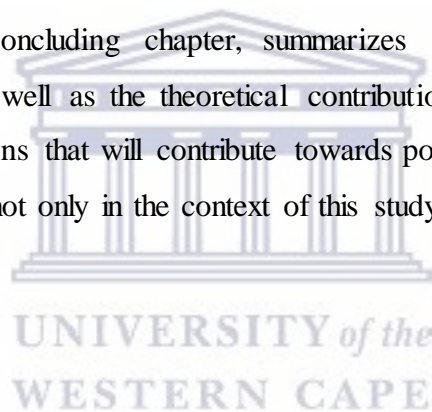 oncluding chapter, summarizes
well as the theoretical contributio
ns that will contribute towards po
not only in the context of this study
UNIVERSITY of the
WESTERN CAPE